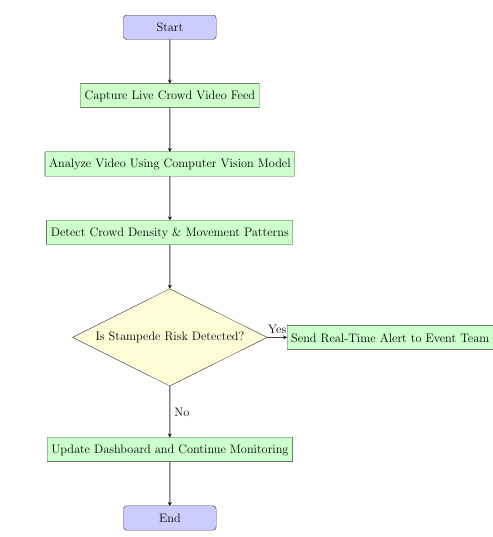 Start
Capture Live Crowd Video Feed
Analyze Video Using Computer Vision Model
Detect Crowd Density & Movement Patterns
Is Stampede Risk Detected?
Yes
Send Real-Time Alert to Event Team
No
Update Dashboard and Continue Monitoring
End